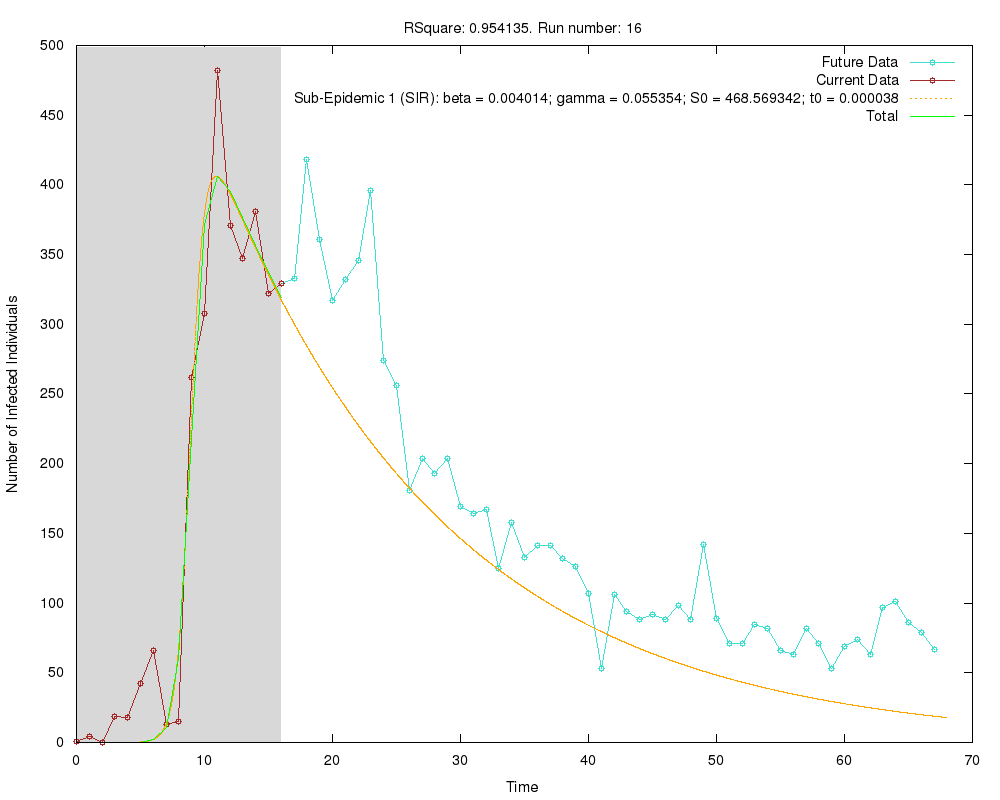 RSquare: 0.954135. Run number: 16
500
450
400
350
300
250
200
150
100
50
0
Number of Infected Individuals
Future Data
Current Data
Sub-Epidemic 1 (SIR): beta = 0.004014; gamma = 0.055354; S0 = 468.569342; t0 = 0.000038
Total
0 10 20 30 40 50 60 70
Time